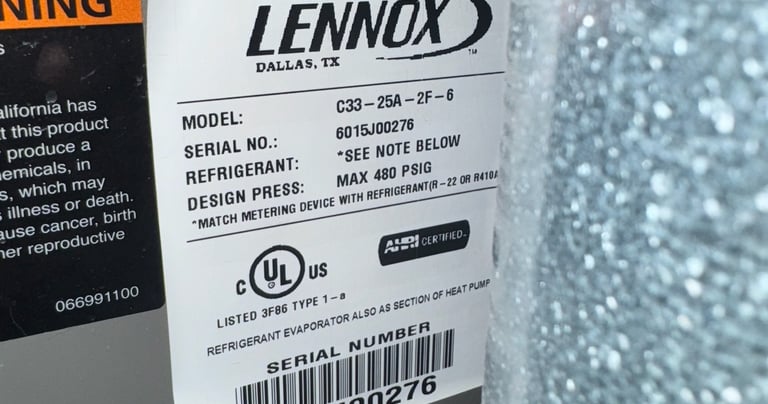 NING
alifornia has
t this product
produce a
emicals, in
s, which may
illness or death.
ause cancer, birth
er reproductive
066991100
LENNOX
DALLAS, TX
MODEL: C33-25A-2F-6
SERIAL NO.: 6015J00276
REFRIGERANT: *SEE NOTE BELOW
DESIGN PRESS: MAX 480 PSIG
*MATCH METERING DEVICE WITH REFRIGERANT(R-22 OR R410A
C UL US
AHRI CERTIFIED
LISTED 3F86 TYPE 1-a
REFRIGERANT EVAPORATOR ALSO AS SECTION OF HEAT PUMP
SERIAL NUMBER
00276